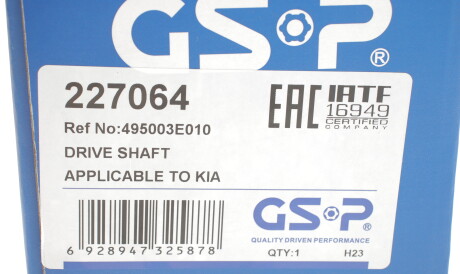 GSP®
227064
EAC IATF
16949
CERTIFIED
COMPANY
Ref No:495003E010
DRIVE SHAFT
APPLICABLE TO KIA
GSP®
QUALITY DRIVEN PERFORMANCE
QTY:1 H23
6 928947 325878